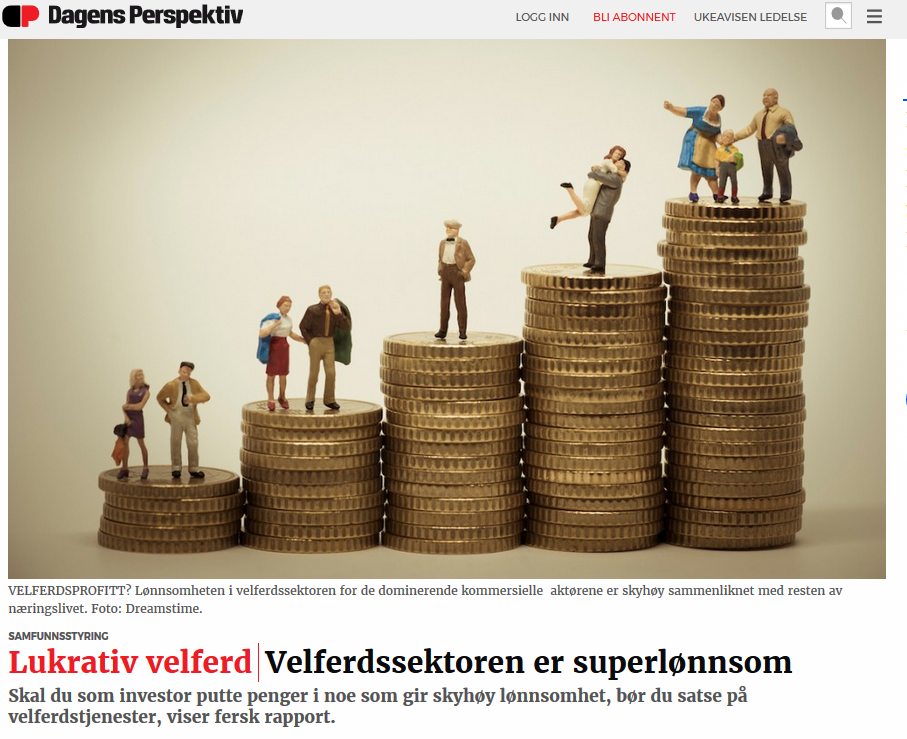 Dagens Perspektiv
LOGG INN BLI ABONNENT UKEAVISEN LEDELSE
VELFERDSPROFITT? Lønnsomheten i velferdssektoren for de dominerende kommersielle aktørene er skyhøy sammenliknet med resten av
næringslivet. Foto: Dreamstime.
SAMFUNNSSTYRING
Lukrativ velferd Velferdssektoren er superlønnsom
Skal du som investor putte penger i noe som gir skyhøy lønnsomhet, bør du satse på
velferdstjenester, viser fersk rapport.